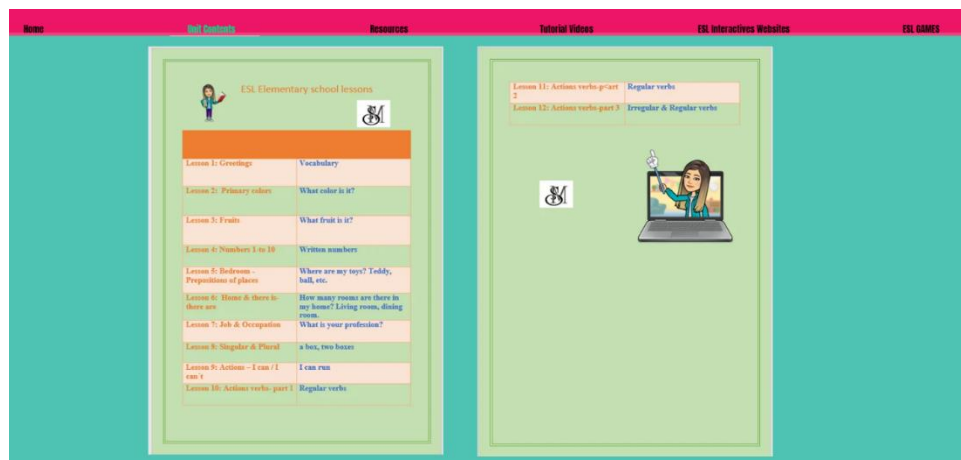 Home Unit Contents Resources Tutorial Videos ESL Interactives Websites ESL GAMES
ESL Elementary school lessons
Lesson 1: Greetings Vocabulary
Lesson 2: Primary colors What color is it?
Lesson 3: Fruits What fruit is it?
Lesson 4: Numbers 1 to 10 Written numbers
Lesson 5: Bedroom - Where are my toys? Teddy,
Prepositions of places ball, etc.
Lesson 6: Home & there is- How many rooms are there in
there are my home? Living room, dining
room.
Lesson 7: Job & Occupation What is your profession?
Lesson 8: Singular & Plural a box, two boxes
Lesson 9: Actions – I can / I I can run
can't
Lesson 10: Actions verbs- part 1 Regular verbs
Lesson 11: Actions verbs-p<art Regular verbs
2
Lesson 12: Actions verbs-part 3 Irregular & Regular verbs